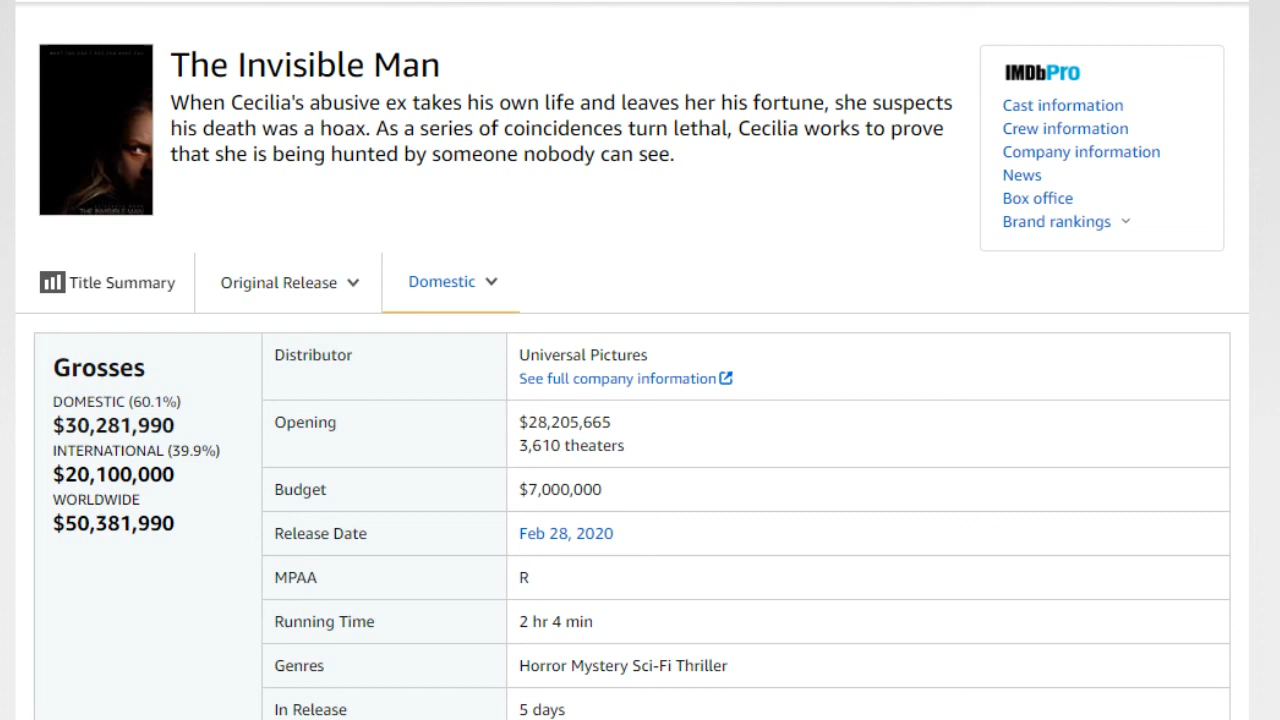 The Invisible Man
When Cecilia's abusive ex takes his own life and leaves her his fortune, she suspects
his death was a hoax. As a series of coincidences turn lethal, Cecilia works to prove
that she is being hunted by someone nobody can see.
IMDbPro
Cast information
Crew information
Company information
News
Box office
Brand rankings
Title Summary
Original Release
Domestic
Grosses
DOMESTIC (60.1%)
$30,281,990
INTERNATIONAL (39.9%)
$20,100,000
WORLDWIDE
$50,381,990
Distributor
Universal Pictures
See full company information
Opening
$28,205,665
3,610 theaters
Budget
$7,000,000
Release Date
Feb 28, 2020
MPAA
R
Running Time
2 hr 4 min
Genres
Horror Mystery Sci-Fi Thriller
In Release
5 days